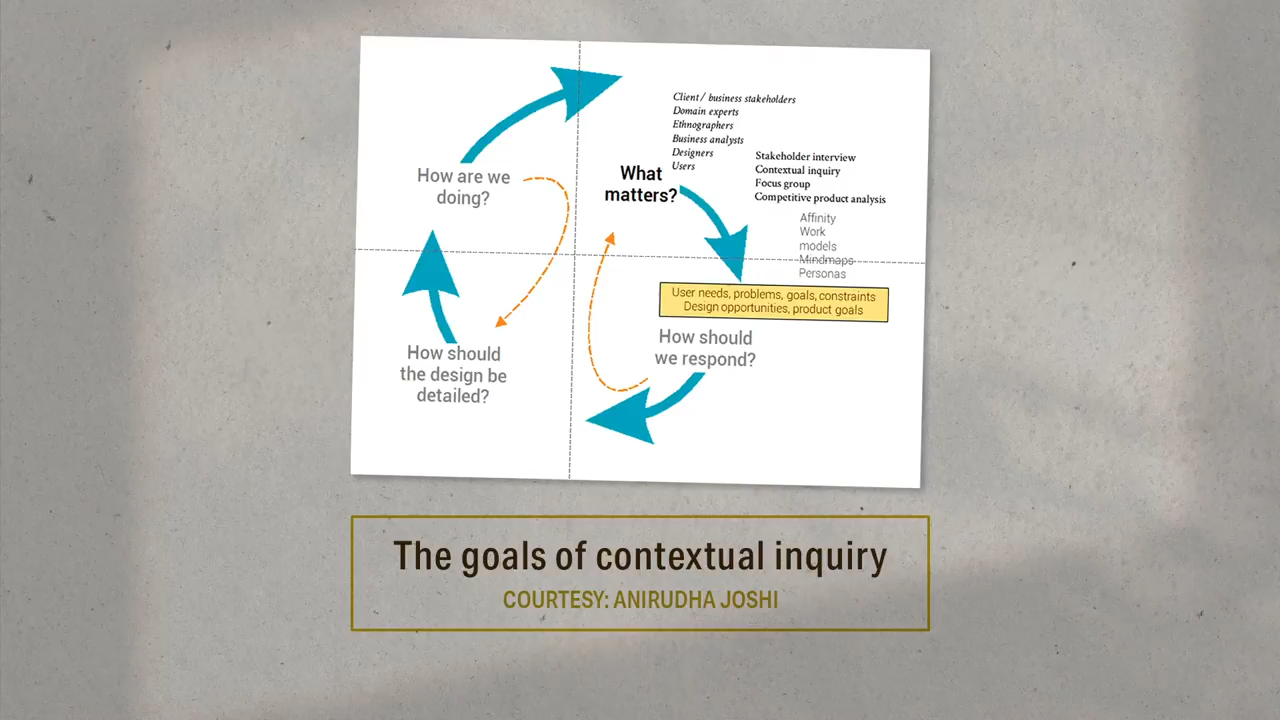 Client/ business stakeholders
Domain experts
Ethnographers
Business analysts
Designers
Users
Stakeholder interview
Contextual inquiry
Focus group
Competitive product analysis
Affinity
Work
models
Mindmaps
Personas
How are we
doing?
What
matters?
User needs, problems, goals, constraints
Design opportunities, product goals
How should
we respond?
How should
the design be
detailed?
The goals of contextual inquiry
COURTESY: ANIRUDHA JOSHI